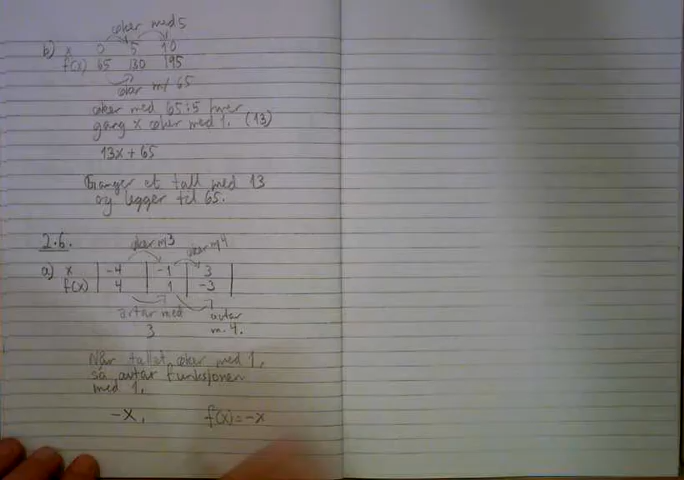 øker med 5
b) x 0 5 10
f(x) 65 130 195
øker m/ 65
øker med 65:5 hver
gang x øker med 1. (13)
13x + 65
Ganger et tall med 13
og legger til 65.
2.6.
øker m/3 øker m/4
a) x -4 -1 3
f(x) 4 1 -3
avtar med 3
avtar m. 4.
Når tallet øker med 1,
så avtar funksjonen
med 1.
-x, f(x) = -x